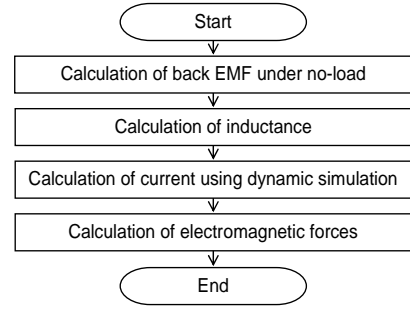 Start
Calculation of back EMF under no-load
Calculation of inductance
Calculation of current using dynamic simulation
Calculation of electromagnetic forces
End